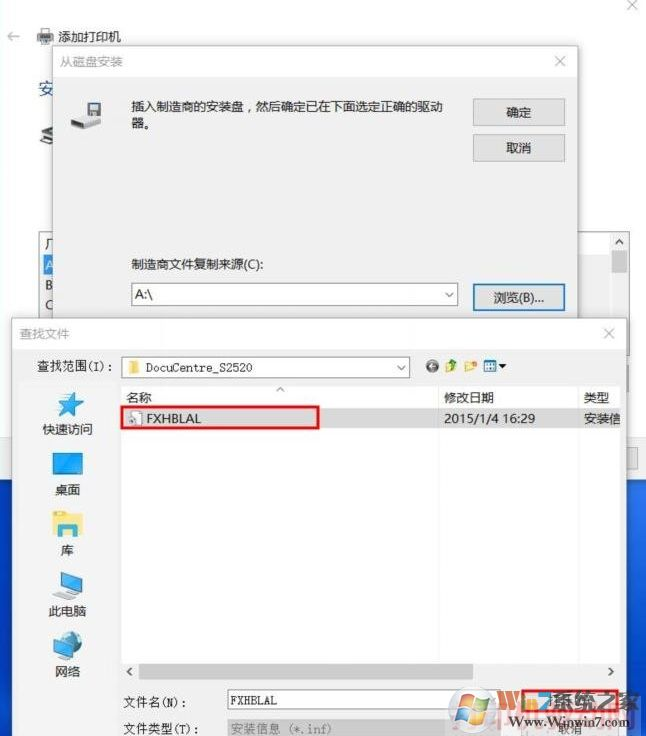 添加打印机
从磁盘安装
安
插入制造商的安装盘，然后确定已在下面选定正确的驱动
器。
确定
取消
制造商文件复制来源(C):
A:\
浏览(B)...
厂
A
B
C
查找文件
查找范围(I):
DocuCentre_S2520
名称
修改日期
类型
FXHBLAL
2015/1/4 16:29
安装信
快速访问
桌面
库
此电脑
网络
文件名(N):
FXHBLAL
文件类型(T):
安装信息 (*.inf)
取消
Win7系统之家
Www.Winwin7.com